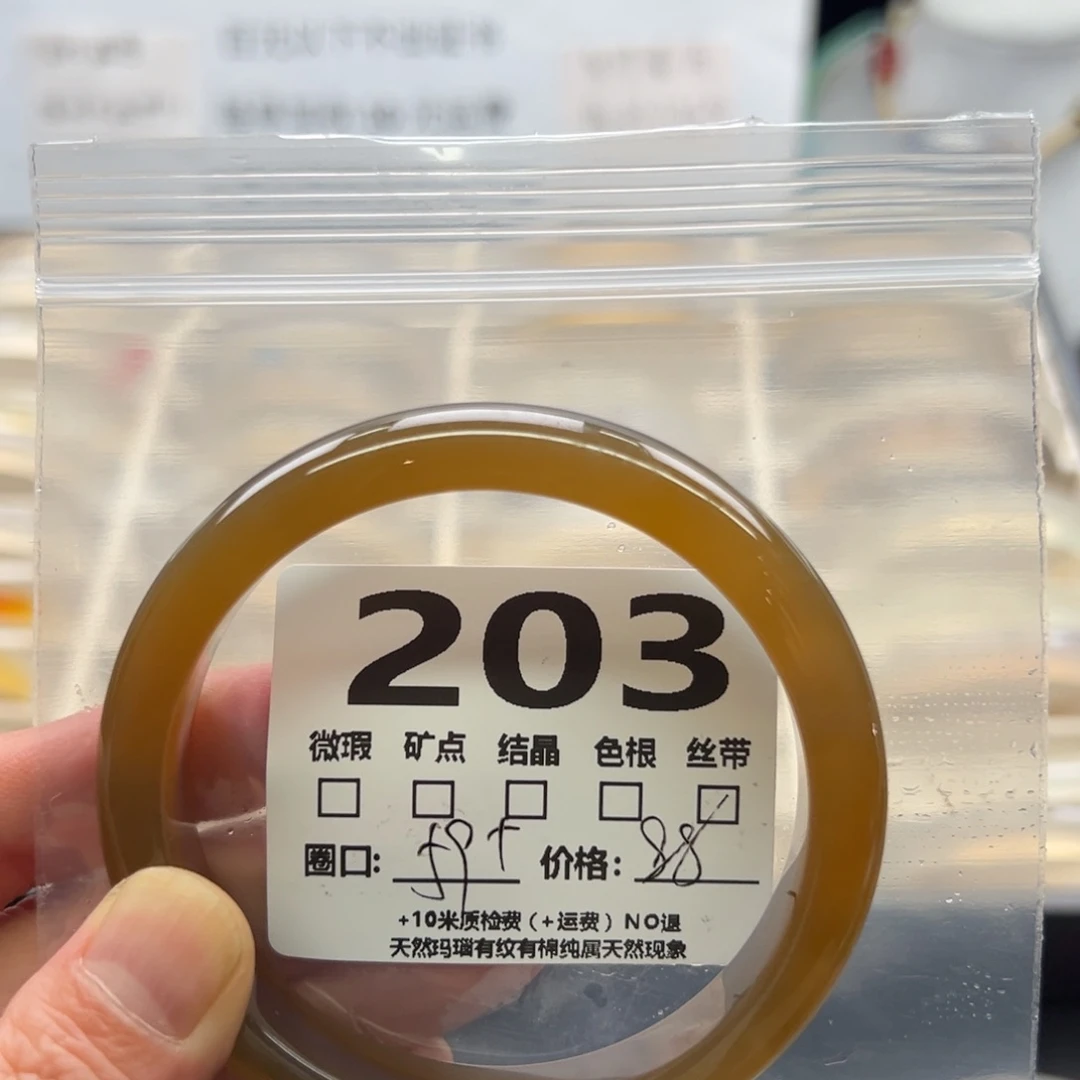 203
微瑕 矿点 结晶 色根 丝带
圈口: 59+ 价格: 88
+10米质检费（+运费）NO退
天然玛瑙有纹有棉纯属天然现象